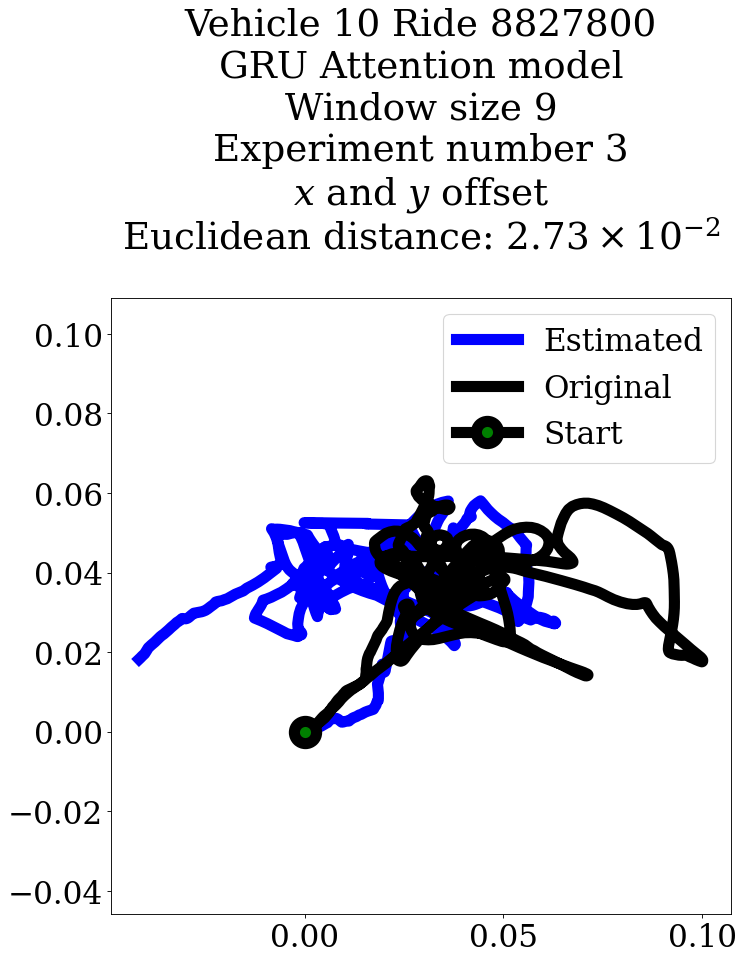 Vehicle 10 Ride 8827800
GRU Attention model
Window size 9
Experiment number 3
x and y offset
Euclidean distance: 2.73 × 10⁻²
Estimated
Original
Start
0.10
0.08
0.06
0.04
0.02
0.00
−0.02
−0.04
0.00 0.05 0.10